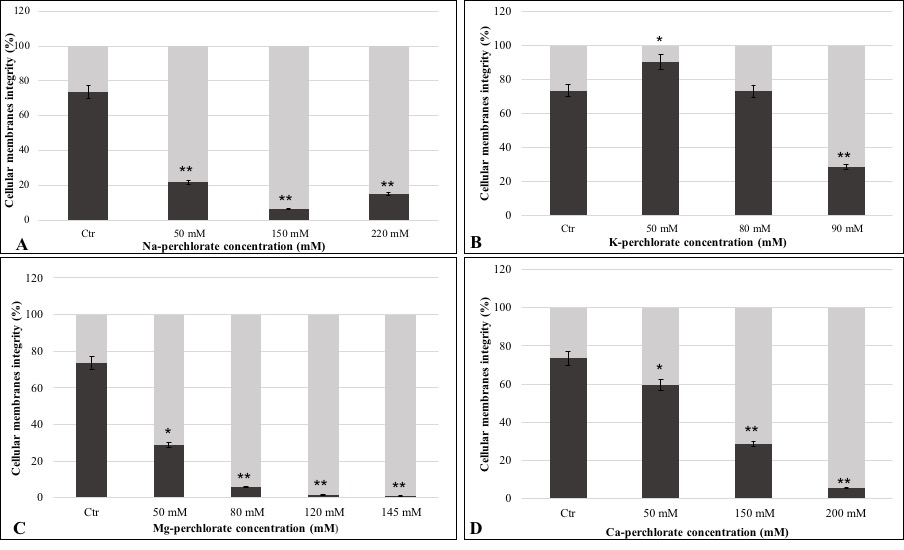 120
100
80
60
40
20
0
Cellular membranes integrity (%)
**
**
**
Ctr 50 mM 150 mM 220 mM
A
Na-perchlorate concentration (mM)
120
100
80
60
40
20
0
Cellular membranes integrity (%)
*
**
Ctr 50 mM 80 mM 90 mM
B
K-perchlorate concentration (mM)
120
100
80
60
40
20
0
Cellular membranes integrity (%)
*
**
**
**
Ctr 50 mM 80 mM 120 mM 145 mM
C
Mg-perchlorate concentration (mM)
120
100
80
60
40
20
0
Cellular membranes integrity (%)
*
**
**
Ctr 50 mM 150 mM 200 mM
D
Ca-perchlorate concentration (mM)